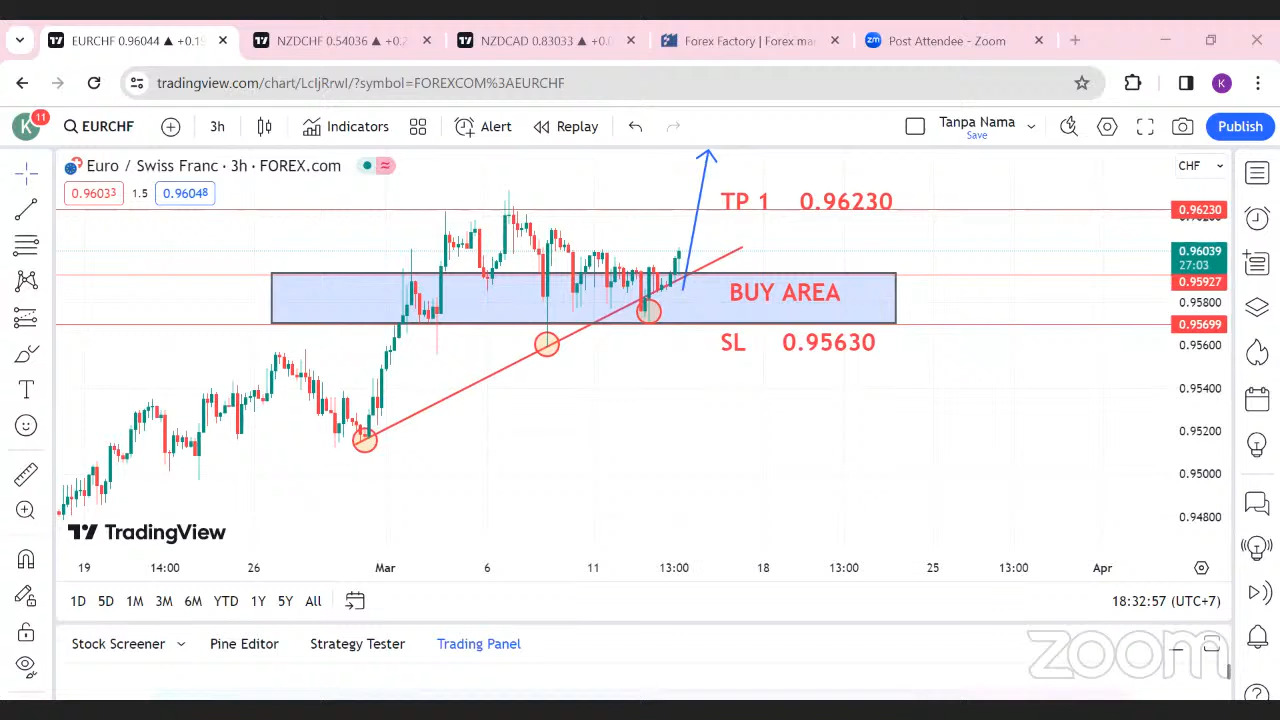 EURCHF 0.96044 ▲ +0.1
NZDCHF 0.54036 ▲ +0.2
NZDCAD 0.83033 ▲ +0.
Forex Factory | Forex ma
Post Attendee - Zoom
tradingview.com/chart/LcIjRrwI/?symbol=FOREXCOM%3AEURCHF
K
K 11
EURCHF
3h
Indicators
Alert
Replay
Tanpa Nama
Save
Publish
Euro / Swiss Franc · 3h · FOREX.com
CHF
0.96033 1.5 0.96048
TP 1 0.96230
0.96230
0.96039
27:03
0.95927
BUY AREA
0.95800
0.95699
SL 0.95630
0.95600
0.95400
0.95200
0.95000
0.94800
TradingView
19 14:00 26 Mar 6 11 13:00 18 13:00 25 13:00 Apr
1D 5D 1M 3M 6M YTD 1Y 5Y All
18:32:57 (UTC+7)
Stock Screener
Pine Editor
Strategy Tester
Trading Panel
zoom